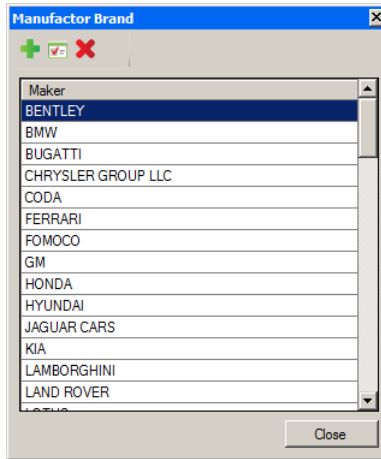 Manufactor Brand
Maker
BENTLEY
BMW
BUGATTI
CHRYSLER GROUP LLC
CODA
FERRARI
FOMOCO
GM
HONDA
HYUNDAI
JAGUAR CARS
KIA
LAMBORGHINI
LAND ROVER
Close